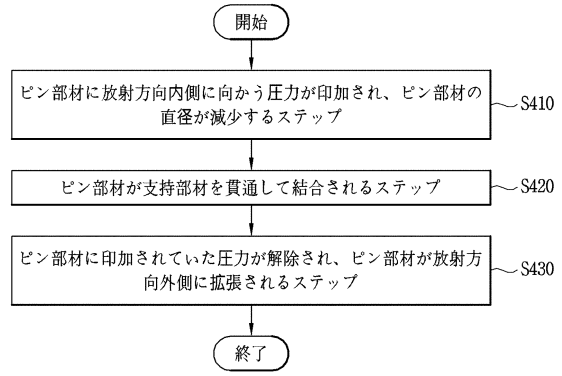 開始
ピン部材に放射方向内側に向かう圧力が印加され、ピン部材の
直径が減少するステップ
S410
ピン部材が支持部材を貫通して結合されるステップ
S420
ピン部材に印加されていた圧力が解除され、ピン部材が放射方
向外側に拡張されるステップ
S430
終了